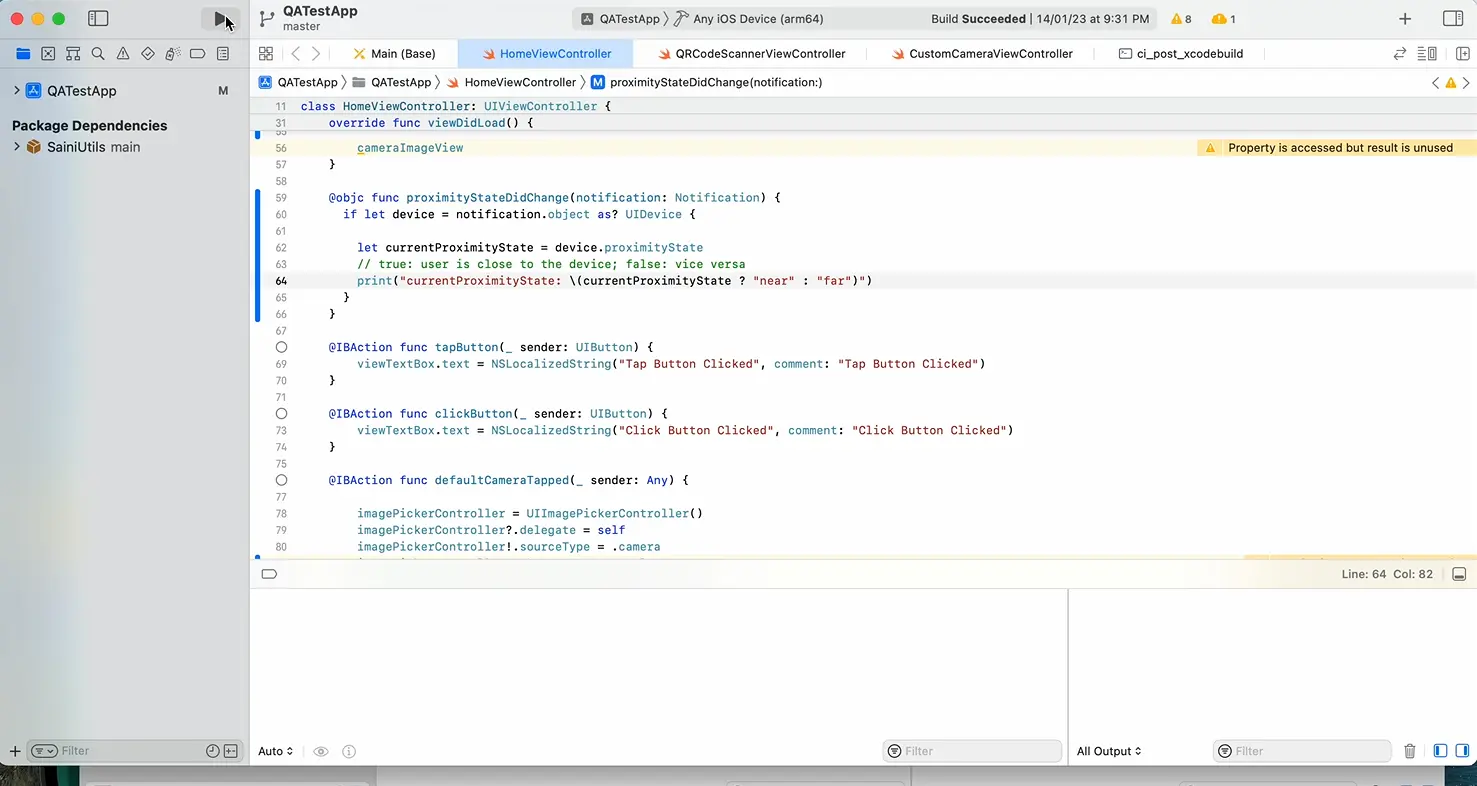 QATestApp
master
QATestApp
Any iOS Device (arm64)
Build Succeeded | 14/01/23 at 9:31 PM
8
1
Main (Base)
HomeViewController
QRCodeScannerViewController
CustomCameraViewController
ci_post_xcodebuild
QATestApp
M
QATestApp
QATestApp
HomeViewController
M
proximityStateDidChange(notification:)
Package Dependencies
SainiUtils main
11 class HomeViewController: UIViewController {
31 override func viewDidLoad() {
55
56 cameraImageView
Property is accessed but result is unused
57 }
58
59 @objc func proximityStateDidChange(notification: Notification) {
60 if let device = notification.object as? UIDevice {
61
62 let currentProximityState = device.proximityState
63 // true: user is close to the device; false: vice versa
64 print("currentProximityState: \(currentProximityState ? "near" : "far")")
65 }
66 }
67
@IBAction func tapButton(_ sender: UIButton) {
69 viewTextBox.text = NSLocalizedString("Tap Button Clicked", comment: "Tap Button Clicked")
70 }
71
@IBAction func clickButton(_ sender: UIButton) {
73 viewTextBox.text = NSLocalizedString("Click Button Clicked", comment: "Click Button Clicked")
74 }
75
@IBAction func defaultCameraTapped(_ sender: Any) {
77
78 imagePickerController = UIImagePickerController()
79 imagePickerController?.delegate = self
80 imagePickerController!.sourceType = .camera
Line: 64 Col: 82
Filter
Auto
Filter
All Output
Filter